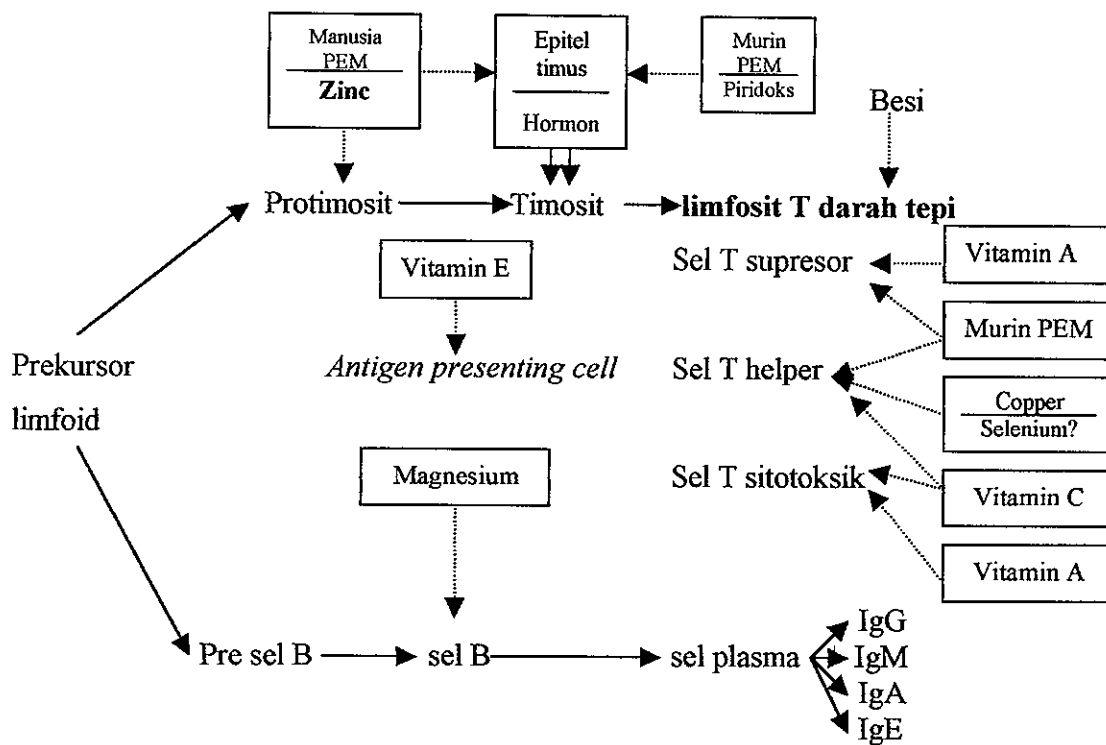 Manusia
PEM
Zinc
Epitel
timus
Hormon
Murin
PEM
Piridoks
Besi
Protimosit
Timosit
limfosit T darah tepi
Vitamin E
Sel T supresor
Vitamin A
Murin PEM
Prekursor
limfoid
Antigen presenting cell
Sel T helper
Copper
Selenium?
Magnesium
Sel T sitotoksik
Vitamin C
Vitamin A
Pre sel B
sel B
sel plasma
IgG
IgM
IgA
IgE